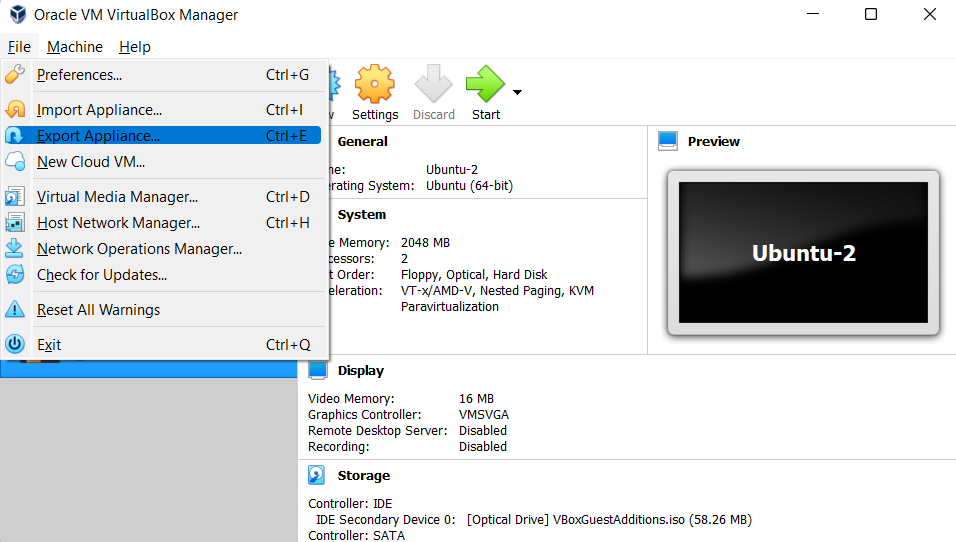 Oracle VM VirtualBox Manager
File Machine Help
Preferences... Ctrl+G
Import Appliance... Ctrl+I
Export Appliance... Ctrl+E
New Cloud VM...
Virtual Media Manager... Ctrl+D
Host Network Manager... Ctrl+H
Network Operations Manager...
Check for Updates...
Reset All Warnings
Exit Ctrl+Q
Settings Discard Start
General
Ubuntu-2
System: Ubuntu (64-bit)
System
Memory: 2048 MB
2
Order: Floppy, Optical, Hard Disk
VT-x/AMD-V, Nested Paging, KVM
Paravirtualization
Preview
Ubuntu-2
Display
Video Memory: 16 MB
Graphics Controller: VMSVGA
Remote Desktop Server: Disabled
Recording: Disabled
Storage
Controller: IDE
IDE Secondary Device 0: [Optical Drive] VBoxGuestAdditions.iso (58.26 MB)
Controller: SATA